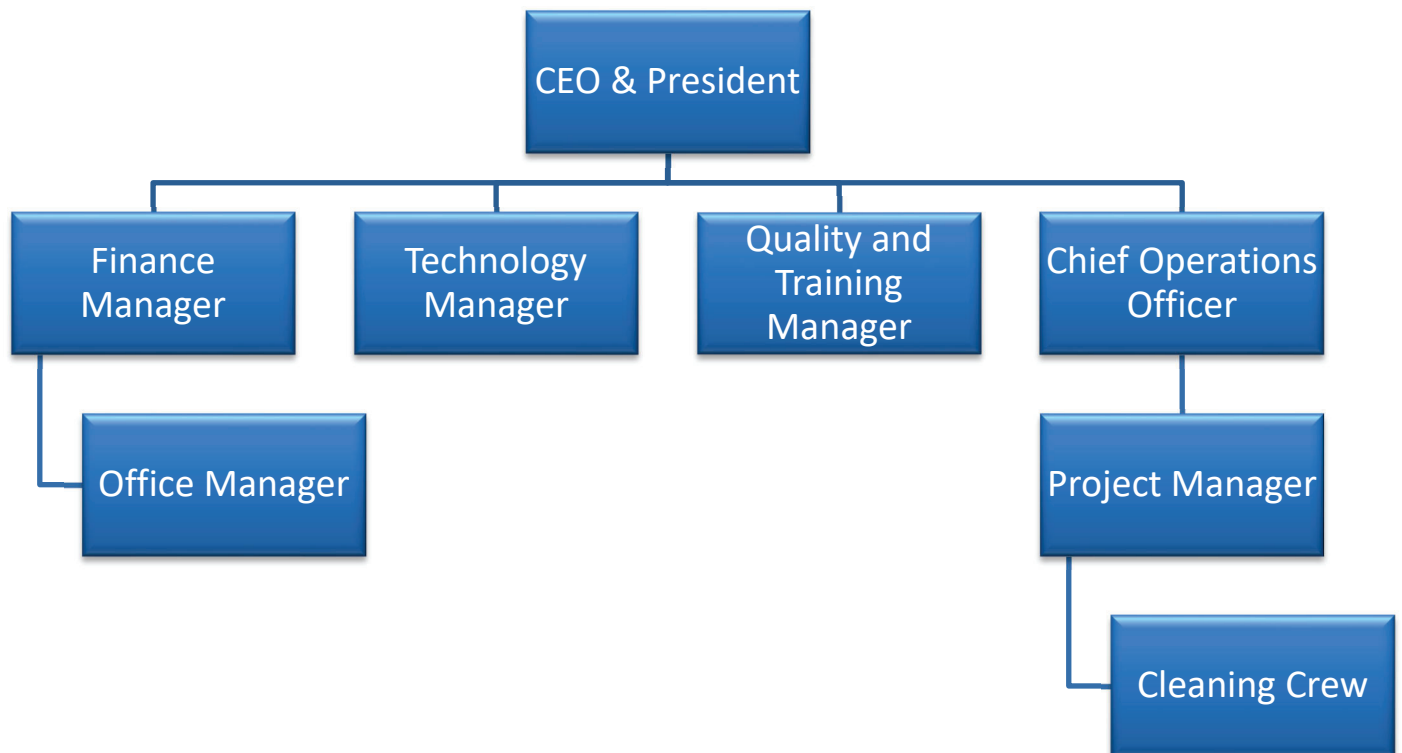 CEO & President
Finance
Manager
Technology
Manager
Quality and
Training
Manager
Chief Operations
Officer
Office Manager
Project Manager
Cleaning Crew